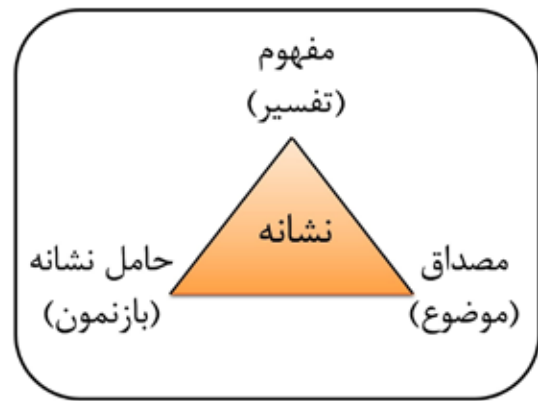 مفهوم
(تفسیر)
نشانه
مصداق
(موضوع)
حامل نشانه
(بازنمون)